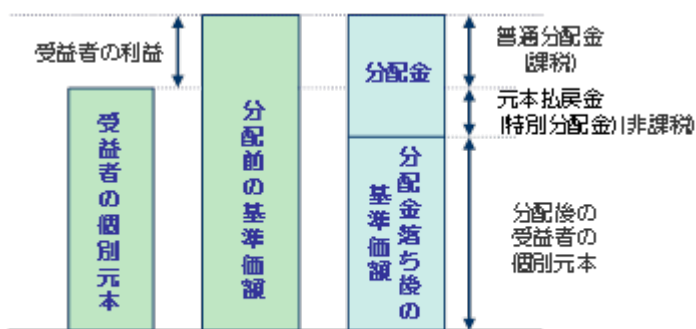 受益者の利益
受益者の個別元本
分配前の基準価額
分配金
分配金落ち後の
基準価額
普通分配金
(課税)
元本払戻金
(特別分配金)(非課税)
分配後の
受益者の
個別元本